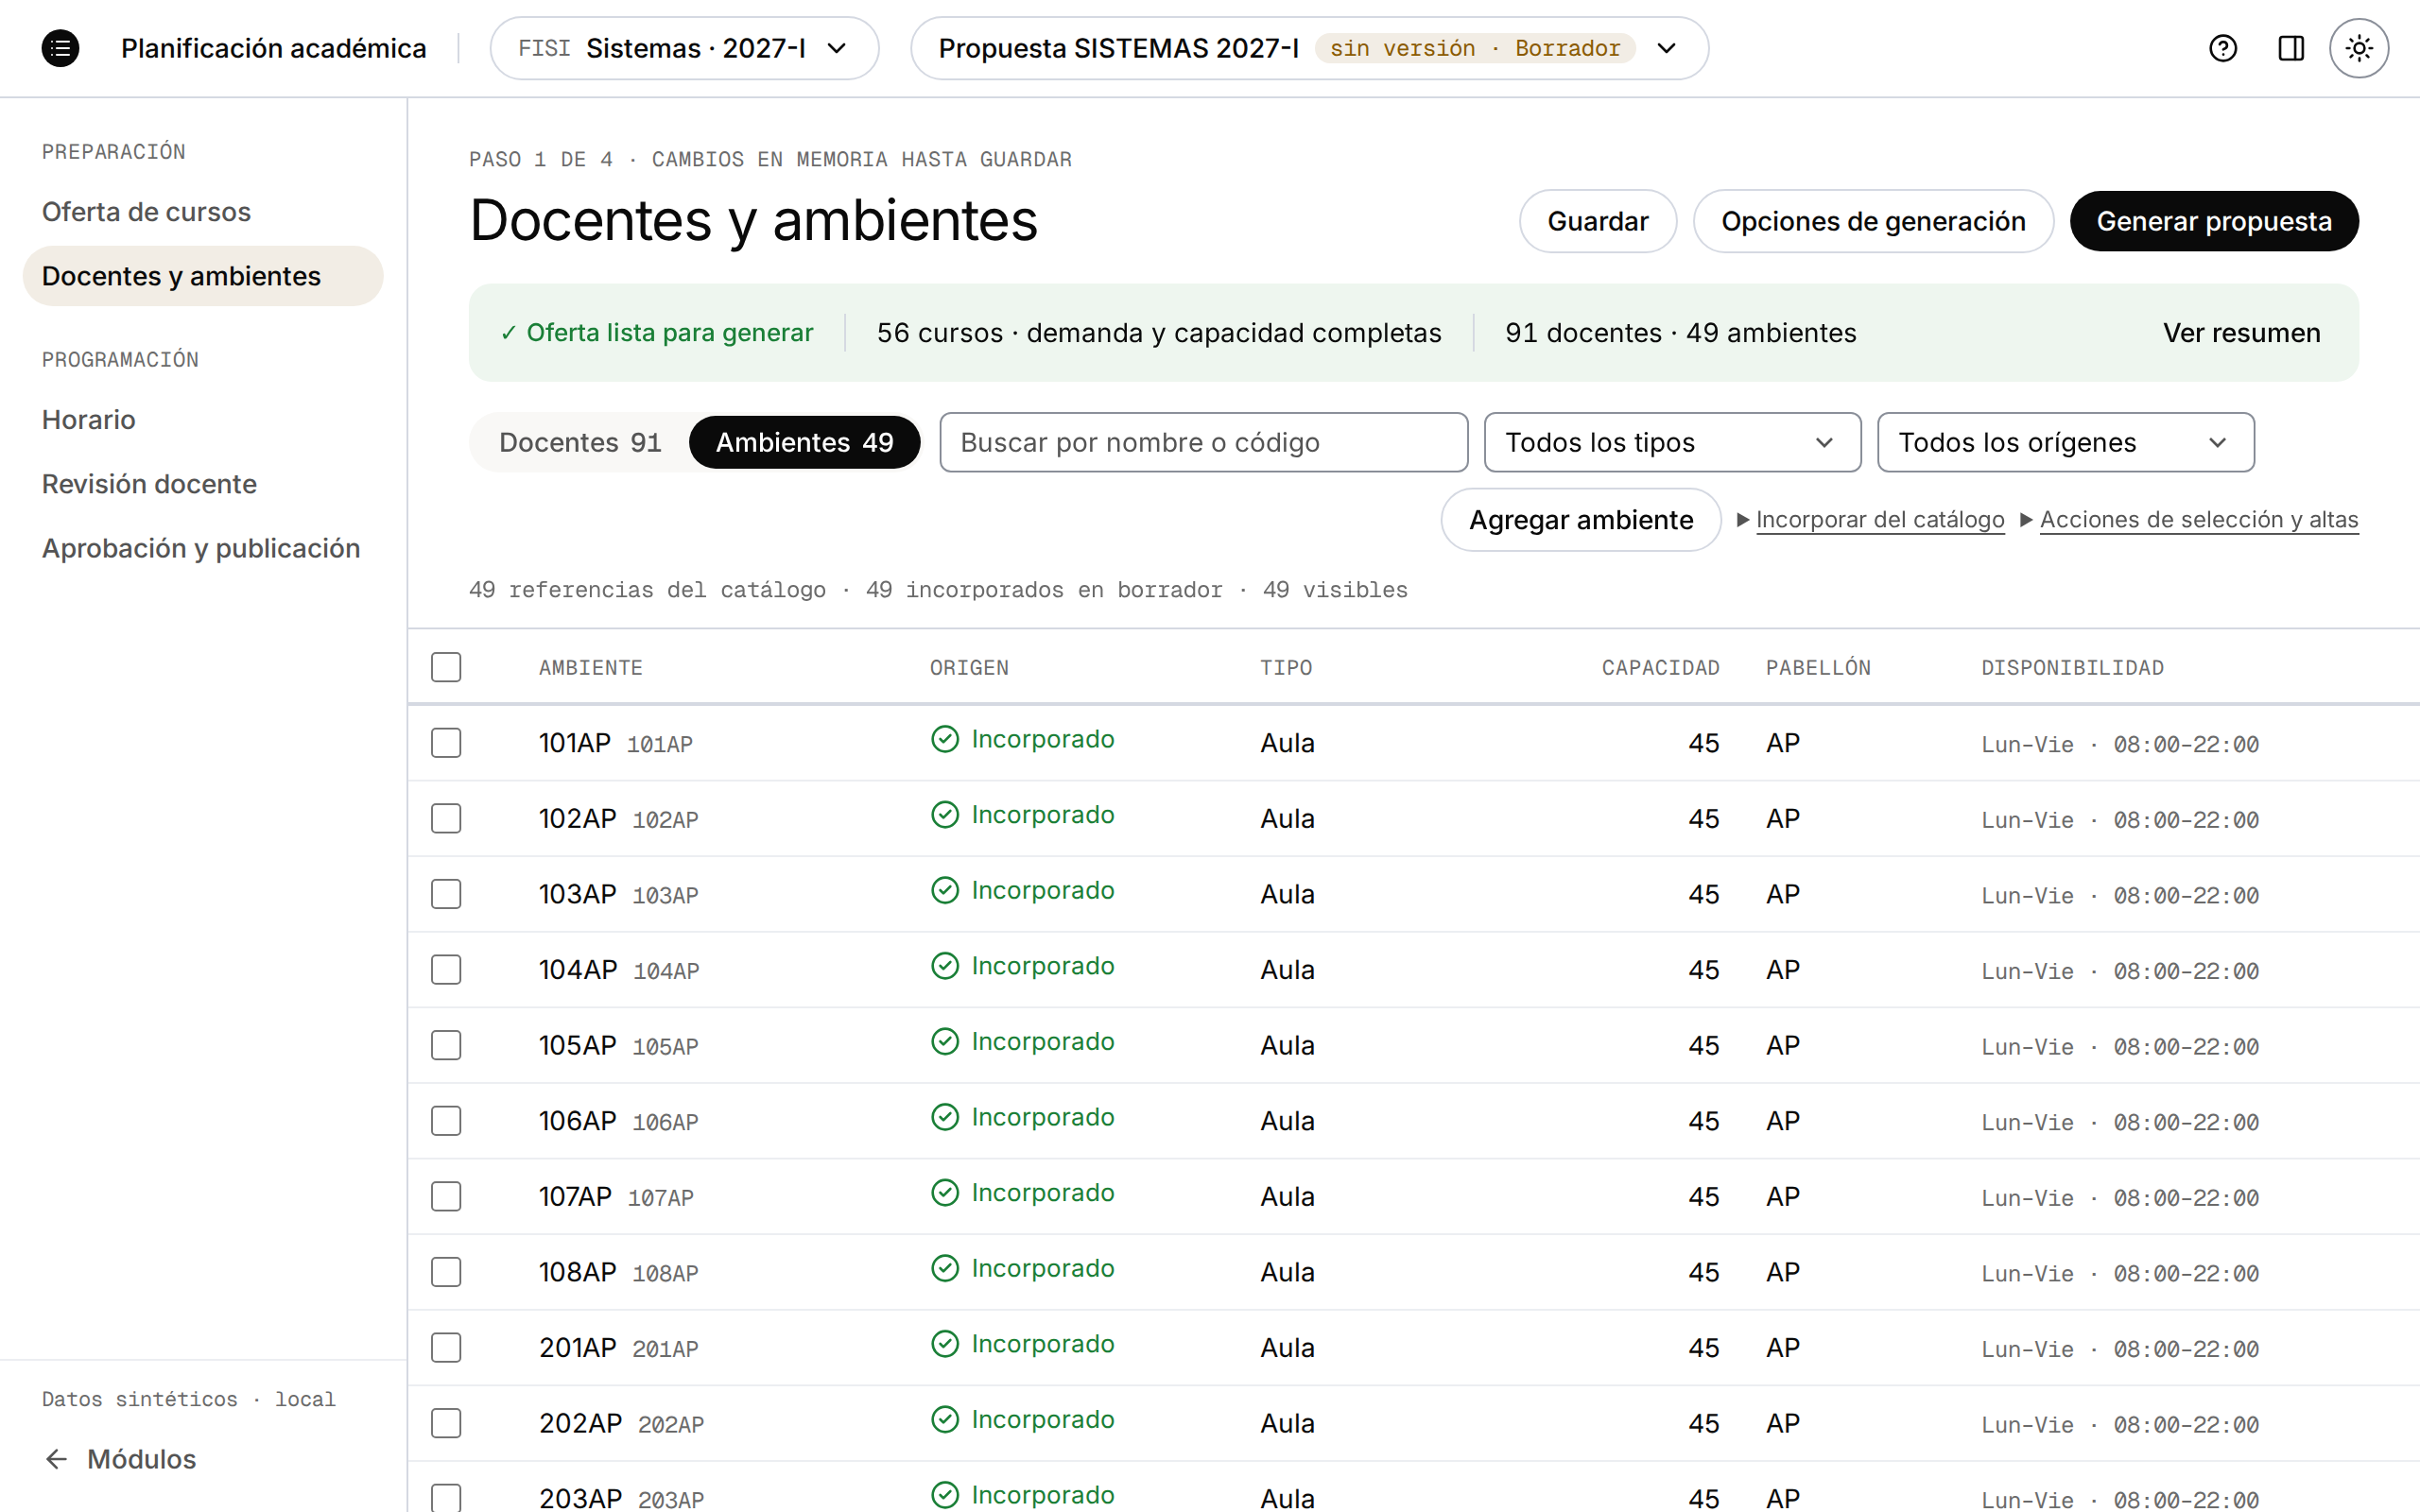 Planificación académica
FISI Sistemas · 2027-I
Propuesta SISTEMAS 2027-I sin versión · Borrador
PREPARACIÓN
Oferta de cursos
Docentes y ambientes
PROGRAMACIÓN
Horario
Revisión docente
Aprobación y publicación
Datos sintéticos · local
Módulos
PASO 1 DE 4 · CAMBIOS EN MEMORIA HASTA GUARDAR
Docentes y ambientes
Guardar
Opciones de generación
Generar propuesta
✓ Oferta lista para generar
56 cursos · demanda y capacidad completas
91 docentes · 49 ambientes
Ver resumen
Docentes 91
Ambientes 49
Buscar por nombre o código
Todos los tipos
Todos los orígenes
Agregar ambiente
Incorporar del catálogo
Acciones de selección y altas
49 referencias del catálogo · 49 incorporados en borrador · 49 visibles
AMBIENTE ORIGEN TIPO CAPACIDAD PABELLÓN DISPONIBILIDAD
101AP 101AP Incorporado Aula 45 AP Lun-Vie · 08:00-22:00
102AP 102AP Incorporado Aula 45 AP Lun-Vie · 08:00-22:00
103AP 103AP Incorporado Aula 45 AP Lun-Vie · 08:00-22:00
104AP 104AP Incorporado Aula 45 AP Lun-Vie · 08:00-22:00
105AP 105AP Incorporado Aula 45 AP Lun-Vie · 08:00-22:00
106AP 106AP Incorporado Aula 45 AP Lun-Vie · 08:00-22:00
107AP 107AP Incorporado Aula 45 AP Lun-Vie · 08:00-22:00
108AP 108AP Incorporado Aula 45 AP Lun-Vie · 08:00-22:00
201AP 201AP Incorporado Aula 45 AP Lun-Vie · 08:00-22:00
202AP 202AP Incorporado Aula 45 AP Lun-Vie · 08:00-22:00
203AP 203AP Incorporado Aula 45 AP Lun-Vie · 08:00-22:00